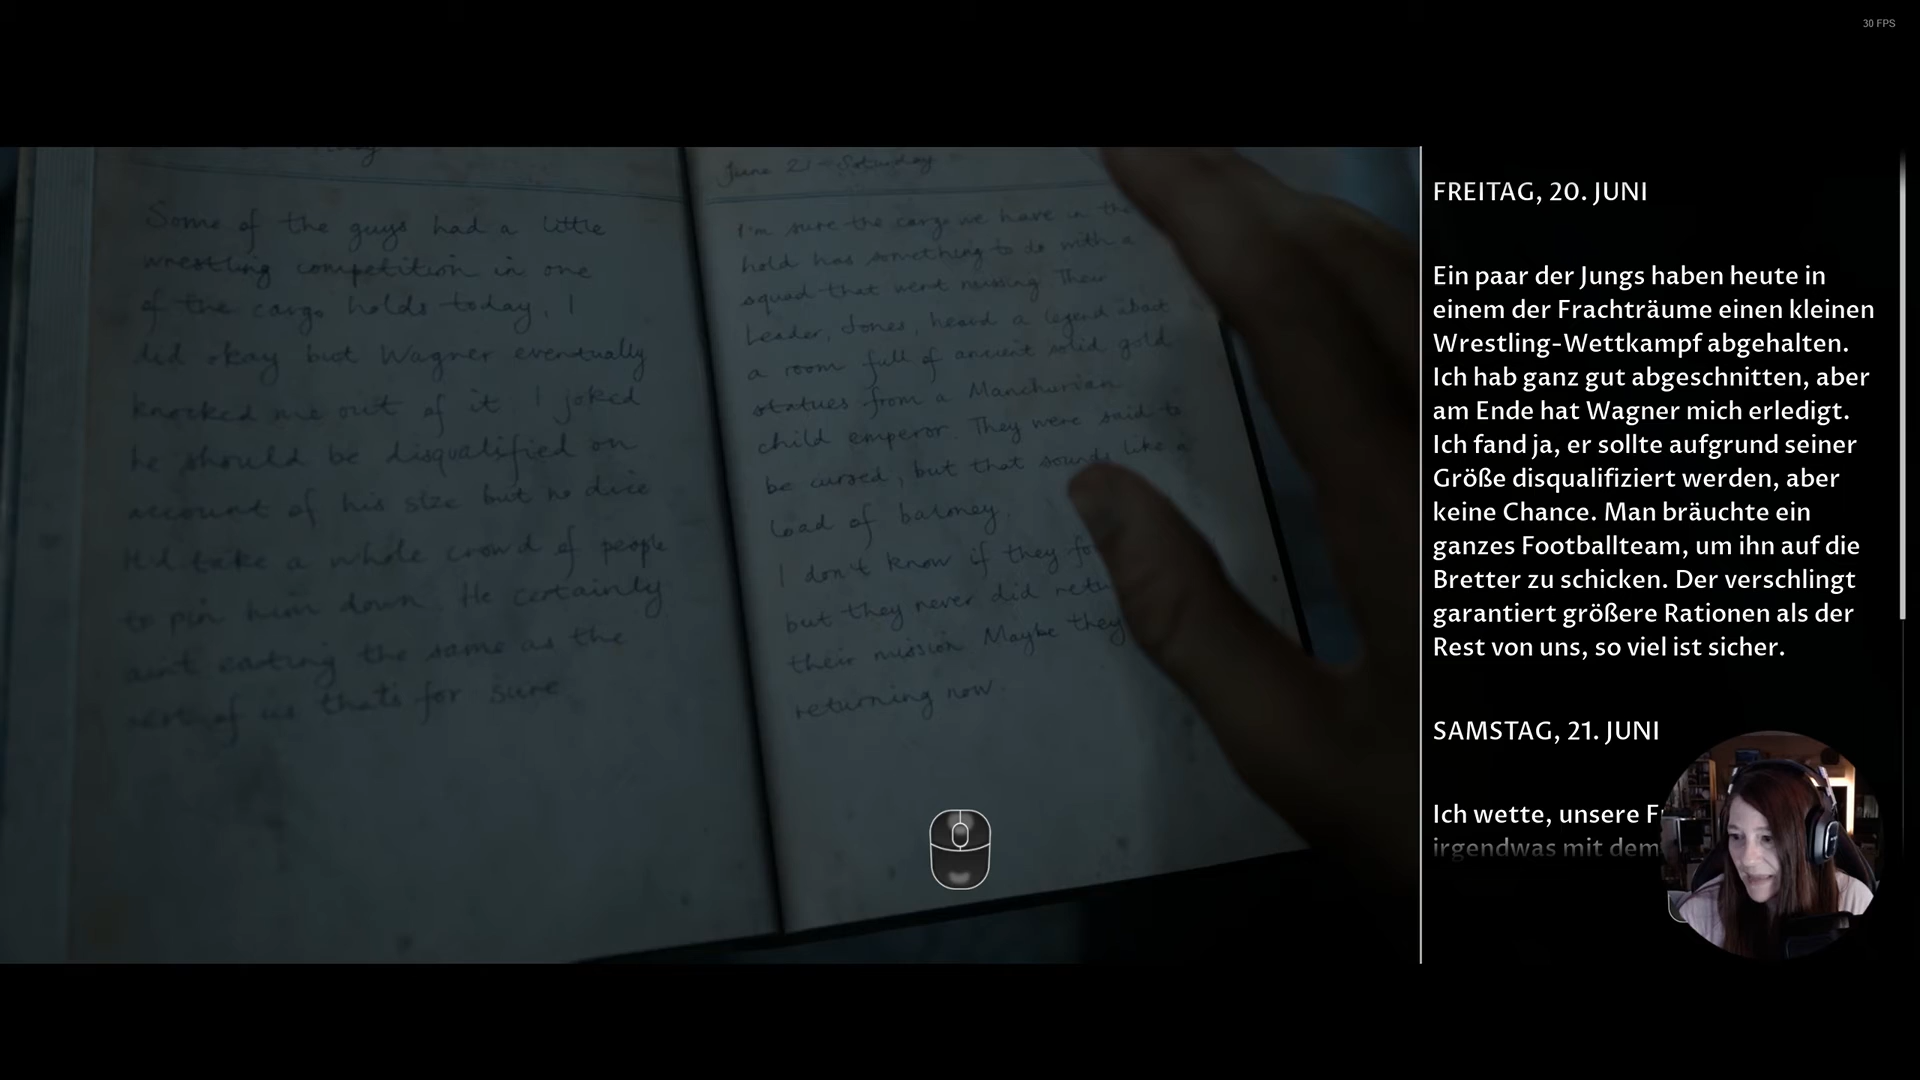 30 FPS
June 21 - Saturday
Some of the guys had a little
wrestling competition in one
of the cargo holds today. I
did okay but Wagner eventually
knocked me out of it. I joked
he should be disqualified on
account of his size but no dice
He'd take a whole crowd of people
to pin him down. He certainly
ain't eating the same as the
rest of us that's for sure
I'm sure the cargo we have in the
hold has something to do with a
squad that went missing. Their
leader, Jones, heard a legend about
a room full of ancient solid gold
statues from a Manchurian
child emperor. They were said to
be cursed, but that sounds like a
load of baloney.
I don't know if they
but they never did
their mission. Maybe they
returning now.
FREITAG, 20. JUNI
Ein paar der Jungs haben heute in
einem der Frachträume einen kleinen
Wrestling-Wettkampf abgehalten.
Ich hab ganz gut abgeschnitten, aber
am Ende hat Wagner mich erledigt.
Ich fand ja, er sollte aufgrund seiner
Größe disqualifiziert werden, aber
keine Chance. Man bräuchte ein
ganzes Footballteam, um ihn auf die
Bretter zu schicken. Der verschlingt
garantiert größere Rationen als der
Rest von uns, so viel ist sicher.
SAMSTAG, 21. JUNI
Ich wette, unsere
irgendwas mit dem